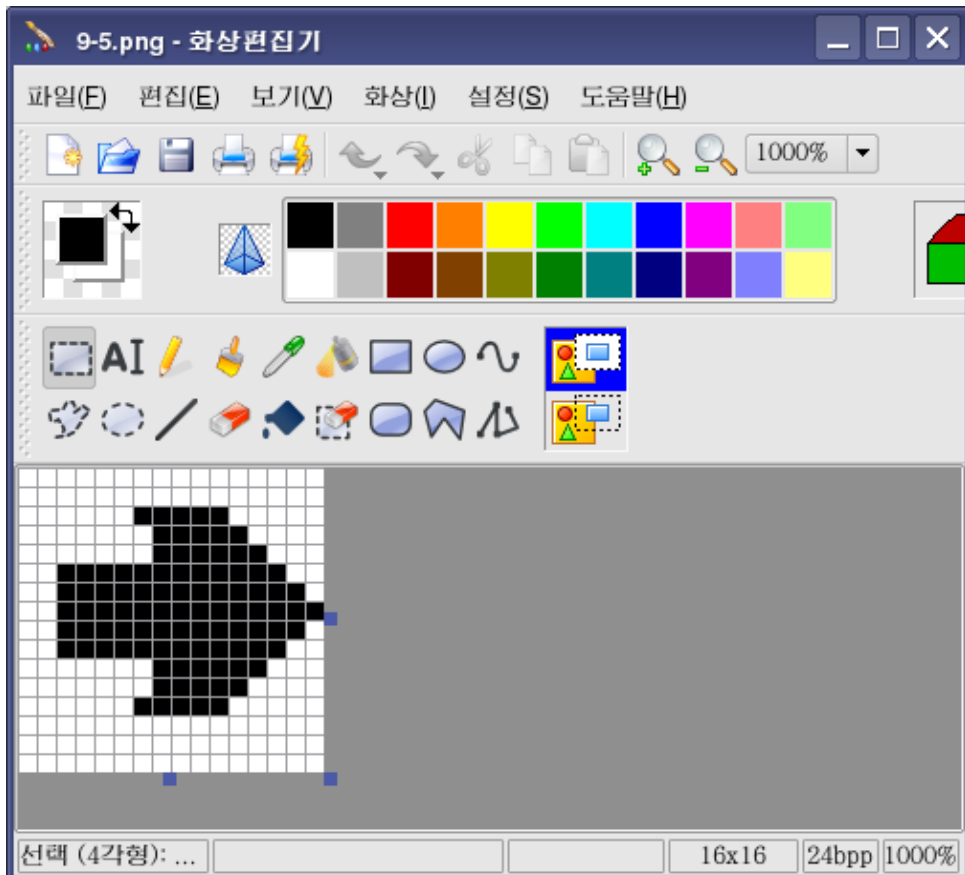 9-5.png - 화상편집기
파일(F) 편집(E) 보기(V) 화상(I) 설정(S) 도움말(H)
1000%
AI
선택 (4각형): ... 16x16 24bpp 1000%